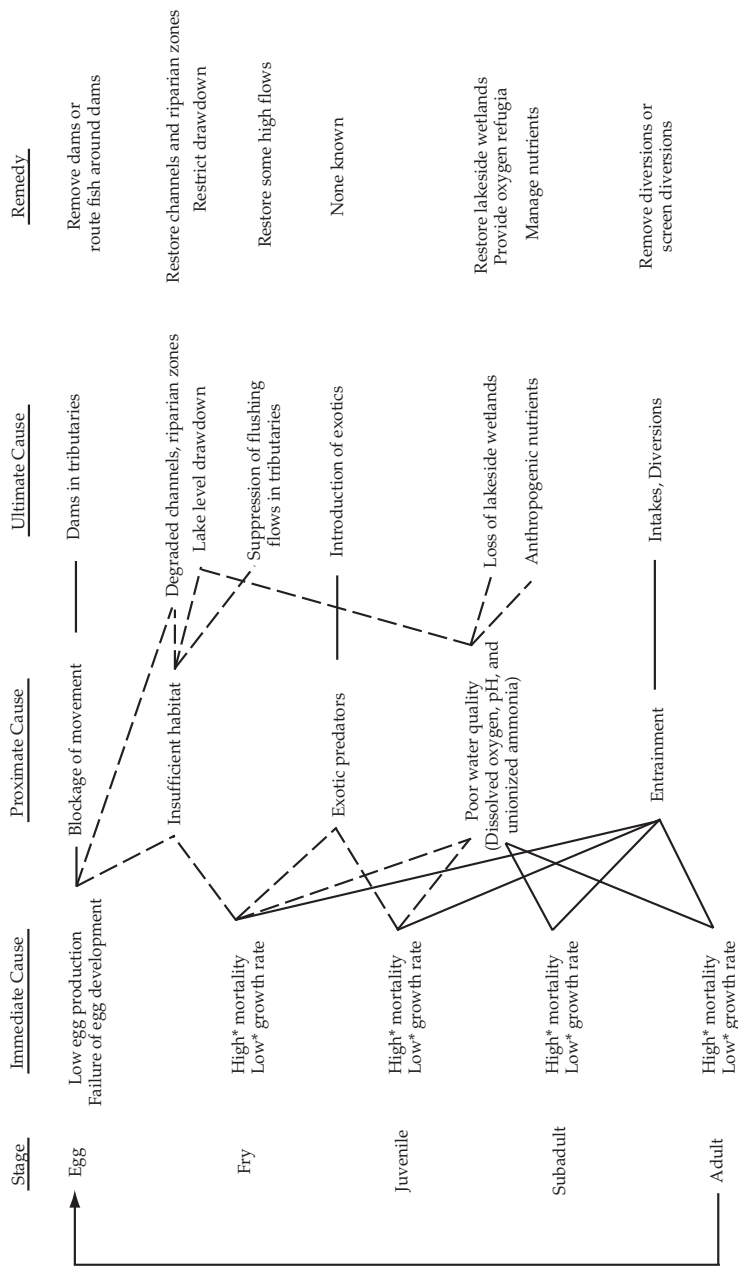 Stage
Immediate Cause
Proximate Cause
Ultimate Cause
Remedy
Egg
Low egg production
Failure of egg development
Blockage of movement
Dams in tributaries
Remove dams or
route fish around dams
Insufficient habitat
Degraded channels, riparian zones
Lake level drawdown
Suppression of flushing
flows in tributaries
Restore channels and riparian zones
Restrict drawdown
Restore some high flows
Fry
High* mortality
Low* growth rate
Exotic predators
Introduction of exotics
None known
Juvenile
High* mortality
Low* growth rate
Poor water quality
(Dissolved oxygen, pH, and
unionized ammonia)
Loss of lakeside wetlands
Anthropogenic nutrients
Restore lakeside wetlands
Provide oxygen refugia
Manage nutrients
Subadult
High* mortality
Low* growth rate
Entrainment
Intakes, Diversions
Remove diversions or
screen diversions
Adult
High* mortality
Low* growth rate